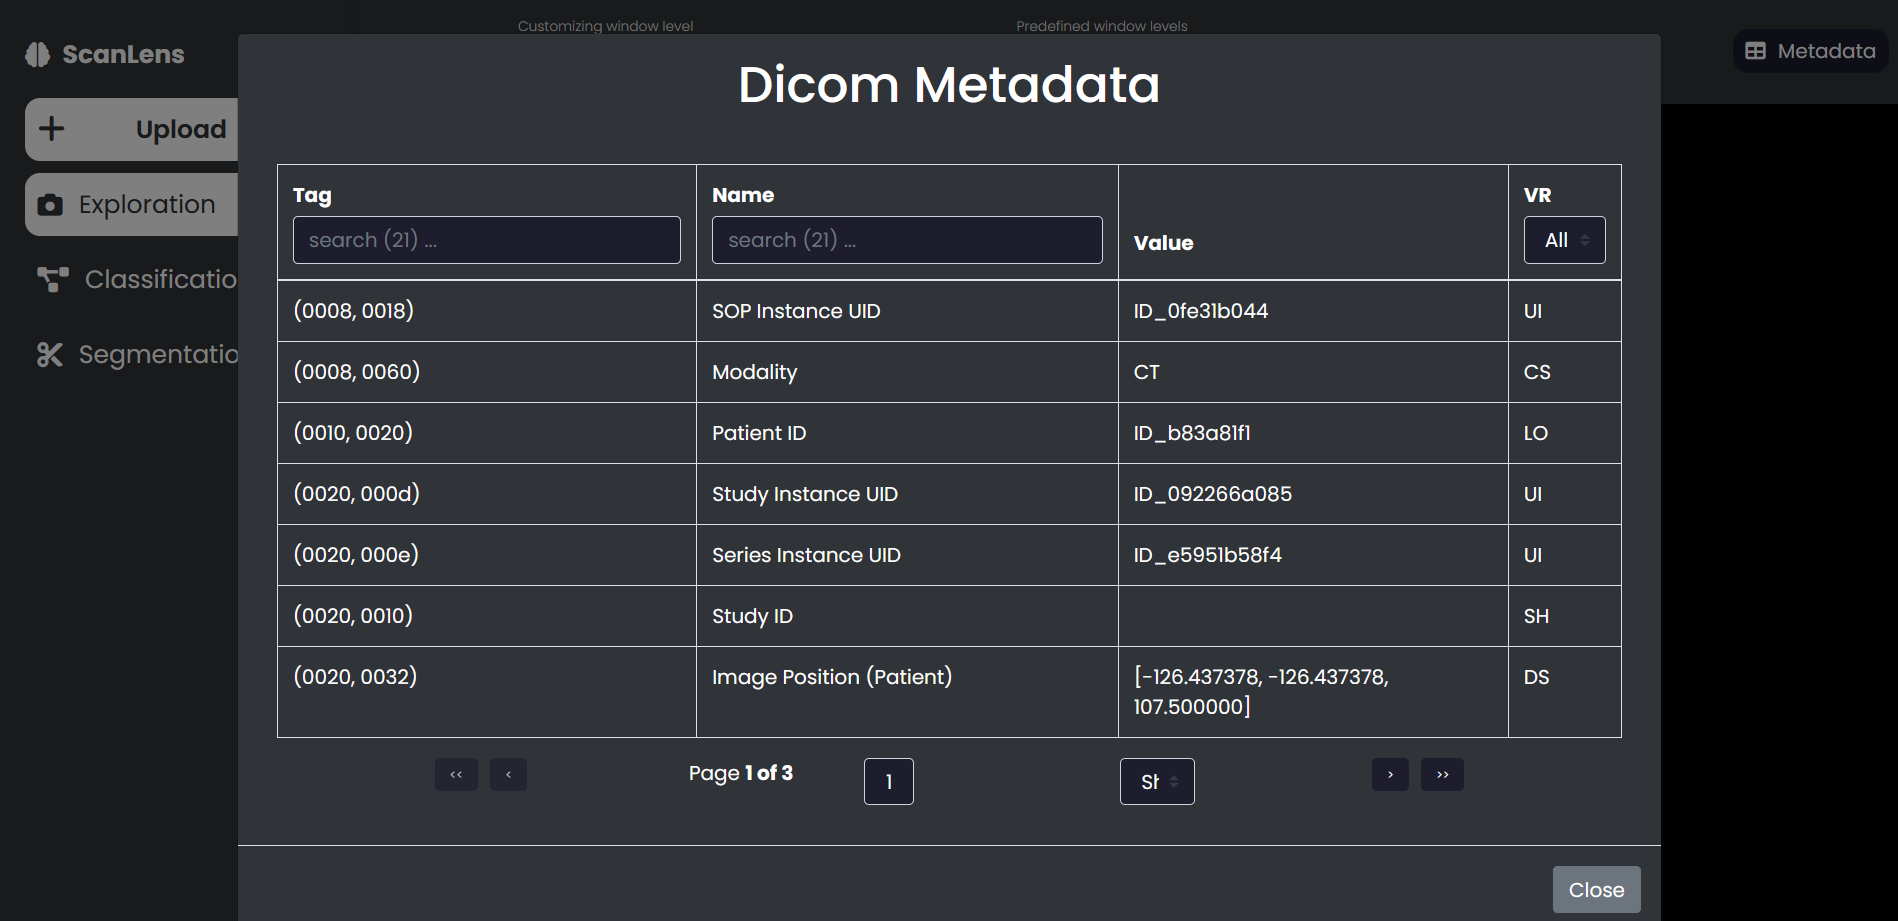 Customizing window level
Predefined window levels
ScanLens
Metadata
Upload
Exploration
Classificatio
Segmentatio
Dicom Metadata
Tag Name Value VR
search (21) ... search (21) ... All
(0008, 0018) SOP Instance UID ID_0fe31b044 UI
(0008, 0060) Modality CT CS
(0010, 0020) Patient ID ID_b83a81f1 LO
(0020, 000d) Study Instance UID ID_092266a085 UI
(0020, 000e) Series Instance UID ID_e5951b58f4 UI
(0020, 0010) Study ID SH
(0020, 0032) Image Position (Patient) [-126.437378, -126.437378, DS
107.500000]
<< < Page 1 of 3 1 Sh > >>
Close